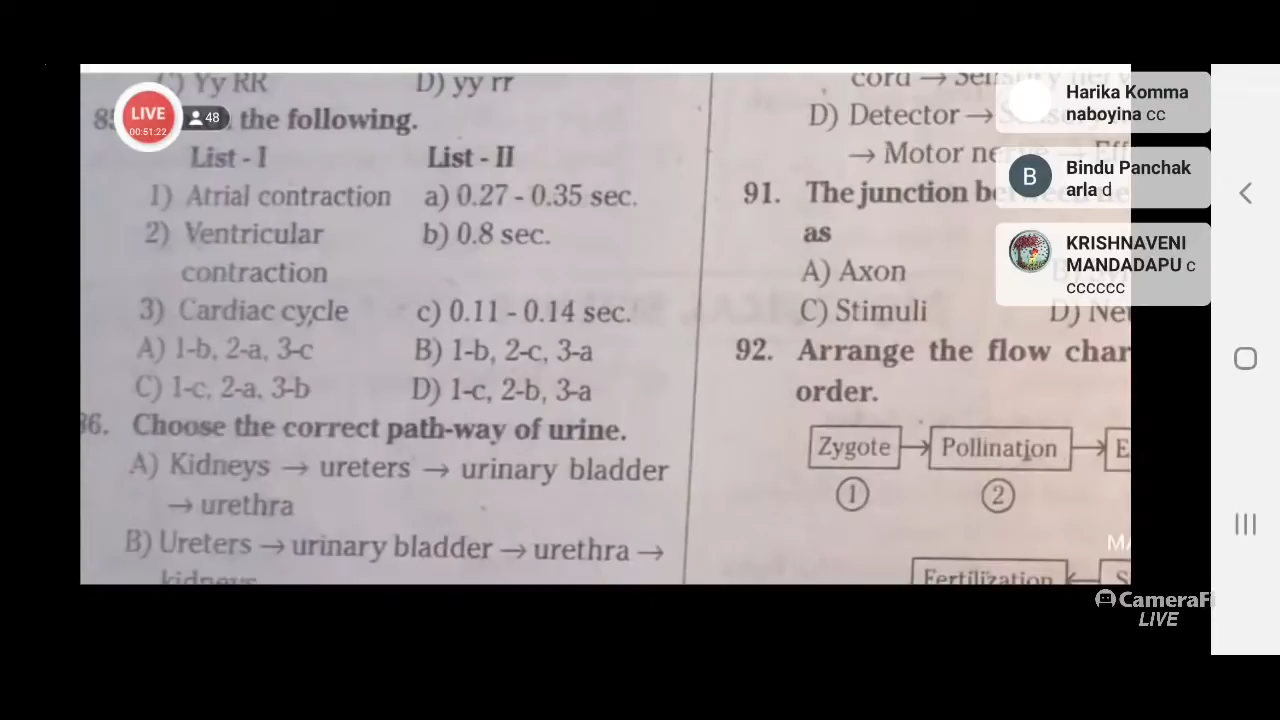 C) Yy RR D) yy rr
LIVE
00:51:22
48
the following.
List - I List - II
1) Atrial contraction a) 0.27 - 0.35 sec.
2) Ventricular b) 0.8 sec.
contraction
3) Cardiac cycle c) 0.11 - 0.14 sec.
A) 1-b, 2-a, 3-c B) 1-b, 2-c, 3-a
C) 1-c, 2-a, 3-b D) 1-c, 2-b, 3-a
86. Choose the correct path-way of urine.
A) Kidneys → ureters → urinary bladder
→ urethra
B) Ureters → urinary bladder → urethra →
kidneys
cord →
D) Detector →
→ Motor
91. The junction
as
A) Axon
C) Stimuli D)
92. Arrange the flow
order.
Zygote → Pollination →
1 2
Fertilization
Harika Komma
naboyina cc
B
Bindu Panchak
arla d
KRISHNAVENI
MANDADAPU c
cccccc
CameraFi
LIVE